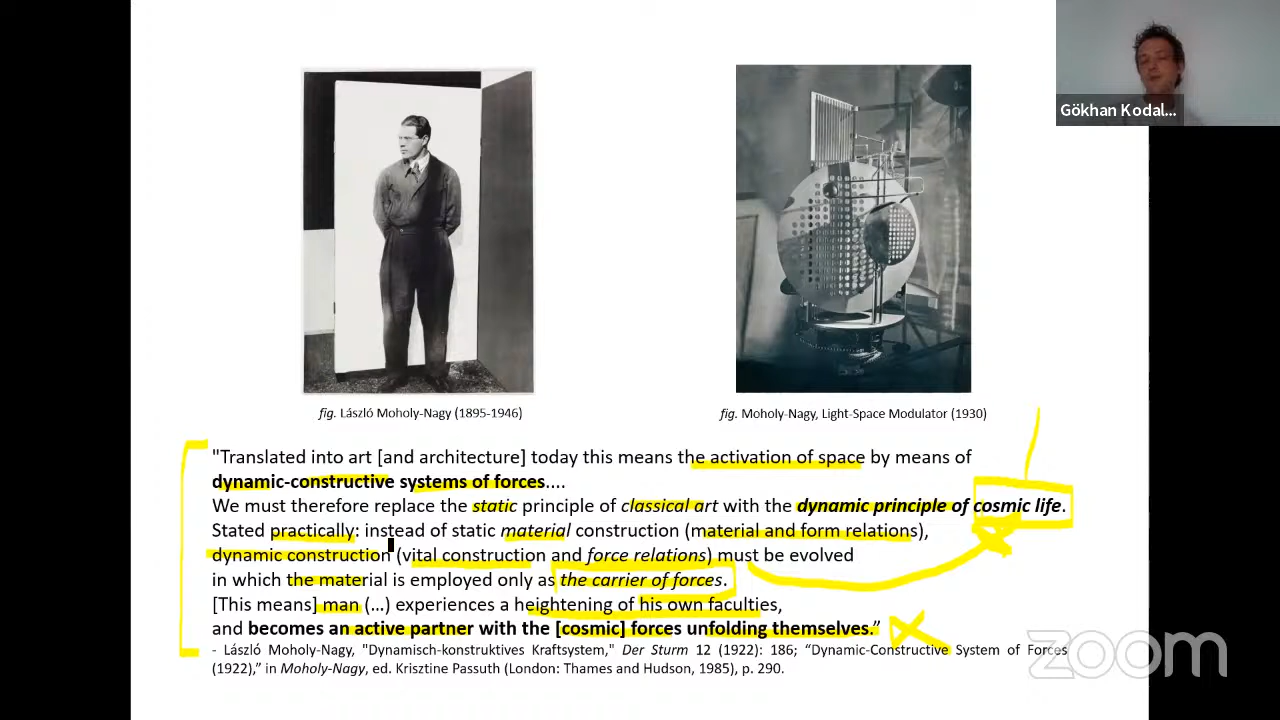 Gökhan Kodal...
fig. László Moholy-Nagy (1895-1946)
fig. Moholy-Nagy, Light-Space Modulator (1930)
"Translated into art [and architecture] today this means the activation of space by means of
dynamic-constructive systems of forces....
We must therefore replace the static principle of classical art with the dynamic principle of cosmic life.
Stated practically: instead of static material construction (material and form relations),
dynamic construction (vital construction and force relations) must be evolved
in which the material is employed only as the carrier of forces.
[This means] man (...) experiences a heightening of his own faculties,
and becomes an active partner with the [cosmic] forces unfolding themselves.”
- László Moholy-Nagy, "Dynamisch-konstruktives Kraftsystem," Der Sturm 12 (1922): 186; “Dynamic-Constructive System of Forces
(1922),” in Moholy-Nagy, ed. Krisztine Passuth (London: Thames and Hudson, 1985), p. 290.
zoom